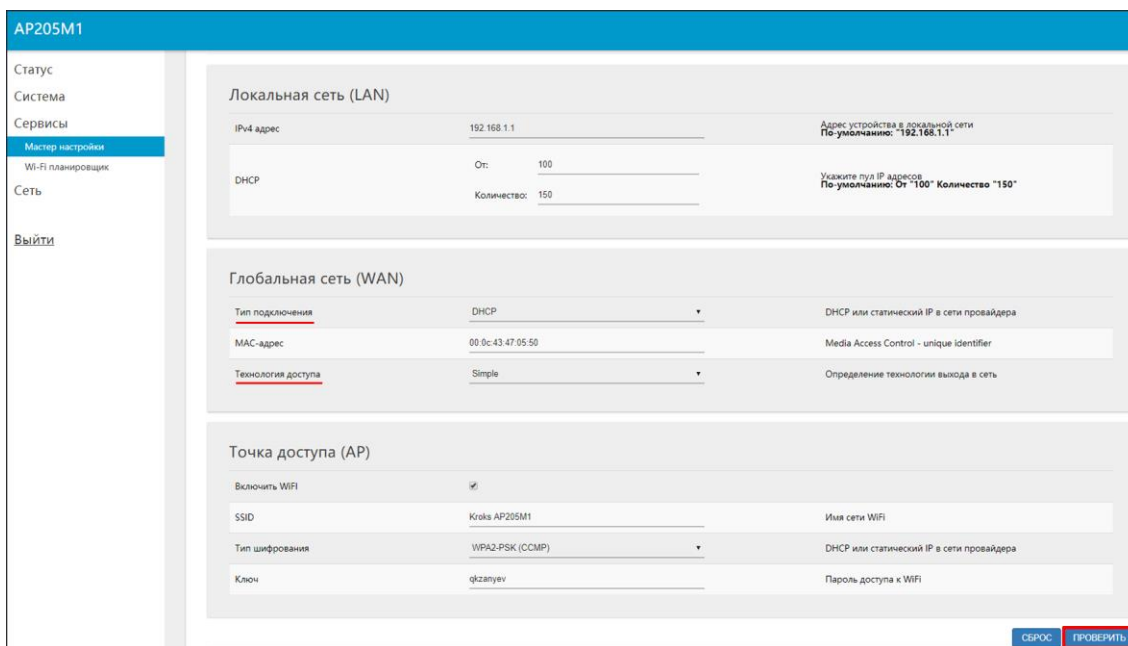 AP205M1
Статус
Система
Сервисы
Мастер настройки
Wi-Fi планировщик
Сеть
Выйти
Локальная сеть (LAN)
IPv4 адрес 192.168.1.1 Адрес устройства в локальной сети
По-умолчанию: "192.168.1.1"
DHCP От: 100 Укажите пул IP адресов
Количество: 150 По-умолчанию: От "100" Количество "150"
Глобальная сеть (WAN)
Тип подключения DHCP DHCP или статический IP в сети провайдера
MAC-адрес 00:0c:43:47:05:50 Media Access Control - unique identifier
Технология доступа Simple Определение технологии выхода в сеть
Точка доступа (AP)
Включить WiFI
SSID Kroks AP205M1 Имя сети WiFi
Тип шифрования WPA2-PSK (CCMP) DHCP или статический IP в сети провайдера
Ключ qkzanyev Пароль доступа к WiFi
СБРОС ПРОВЕРИТЬ